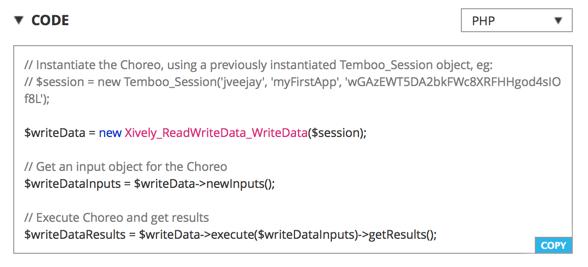 ▼ CODE
PHP
// Instantiate the Choreo, using a previously instantiated Temboo_Session object, eg:
// $session = new Temboo_Session('jveejay', 'myFirstApp', 'wGAzEWT5DA2bkFWc8XRFHHgod4sIO
f8L');
$writeData = new Xively_ReadWriteData_WriteData($session);
// Get an input object for the Choreo
$writeDataInputs = $writeData->newInputs();
// Execute Choreo and get results
$writeDataResults = $writeData->execute($writeDataInputs)->getResults();
COPY